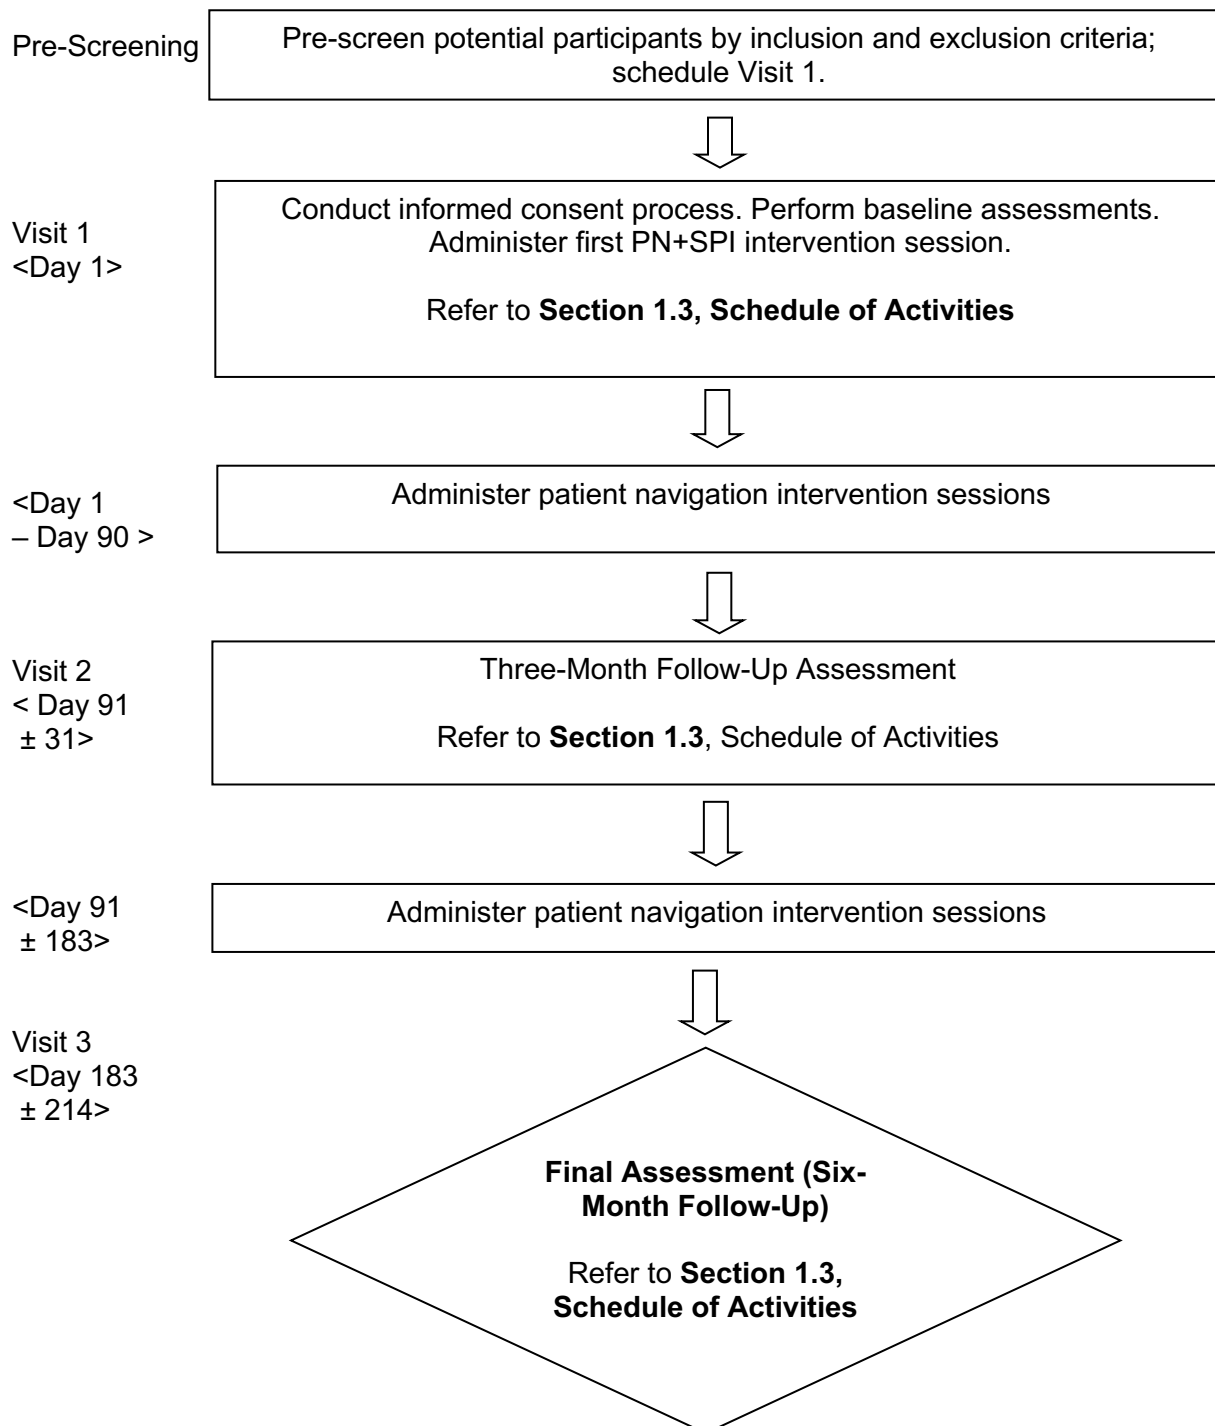 Pre-Screening
Pre-screen potential participants by inclusion and exclusion criteria;
schedule Visit 1.
Visit 1
<Day 1>
Conduct informed consent process. Perform baseline assessments.
Administer first PN+SPI intervention session.
Refer to Section 1.3, Schedule of Activities
<Day 1
– Day 90 >
Administer patient navigation intervention sessions
Visit 2
< Day 91
± 31>
Three-Month Follow-Up Assessment
Refer to Section 1.3, Schedule of Activities
<Day 91
± 183>
Administer patient navigation intervention sessions
Visit 3
<Day 183
± 214>
Final Assessment (Six-
Month Follow-Up)
Refer to Section 1.3,
Schedule of Activities